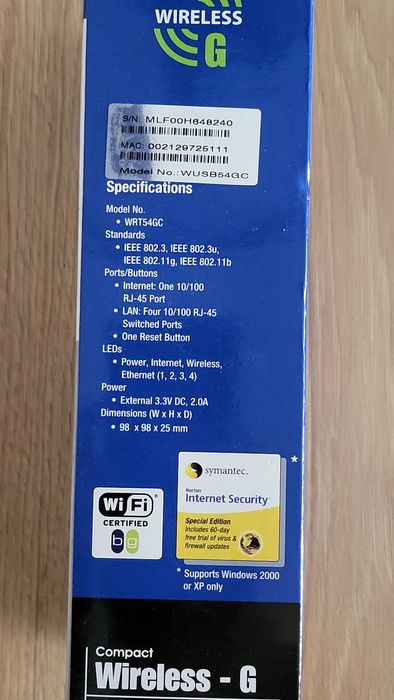 WIRELESS
G
S/N: MLF00H648240
MAC: 002129725111
Model No.:WUSB54GC
Specifications
Model No.
• WRT54GC
Standards
• IEEE 802.3, IEEE 802.3u,
IEEE 802.11g, IEEE 802.11b
Ports/Buttons
• Internet: One 10/100
RJ-45 Port
• LAN: Four 10/100 RJ-45
Switched Ports
• One Reset Button
LEDs
• Power, Internet, Wireless,
Ethernet (1, 2, 3, 4)
Power
• External 3.3V DC, 2.0A
Dimensions (W x H x D)
• 98 x 98 x 25 mm
symantec.
*
Norton
Internet Security
Special Edition
includes 60-day
free trial of virus &
firewall updates
Wi Fi
CERTIFIED
b g
* Supports Windows 2000
or XP only
Compact
Wireless - G